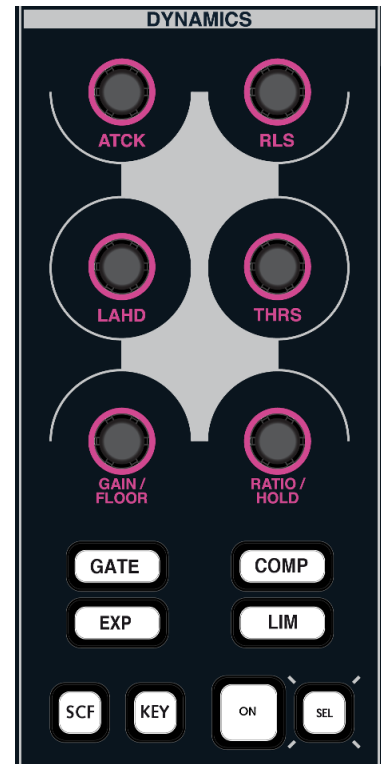 DYNAMICS
ATCK
RLS
LAHD
THRS
GAIN /
FLOOR
RATIO /
HOLD
GATE
COMP
EXP
LIM
SCF
KEY
ON
SEL